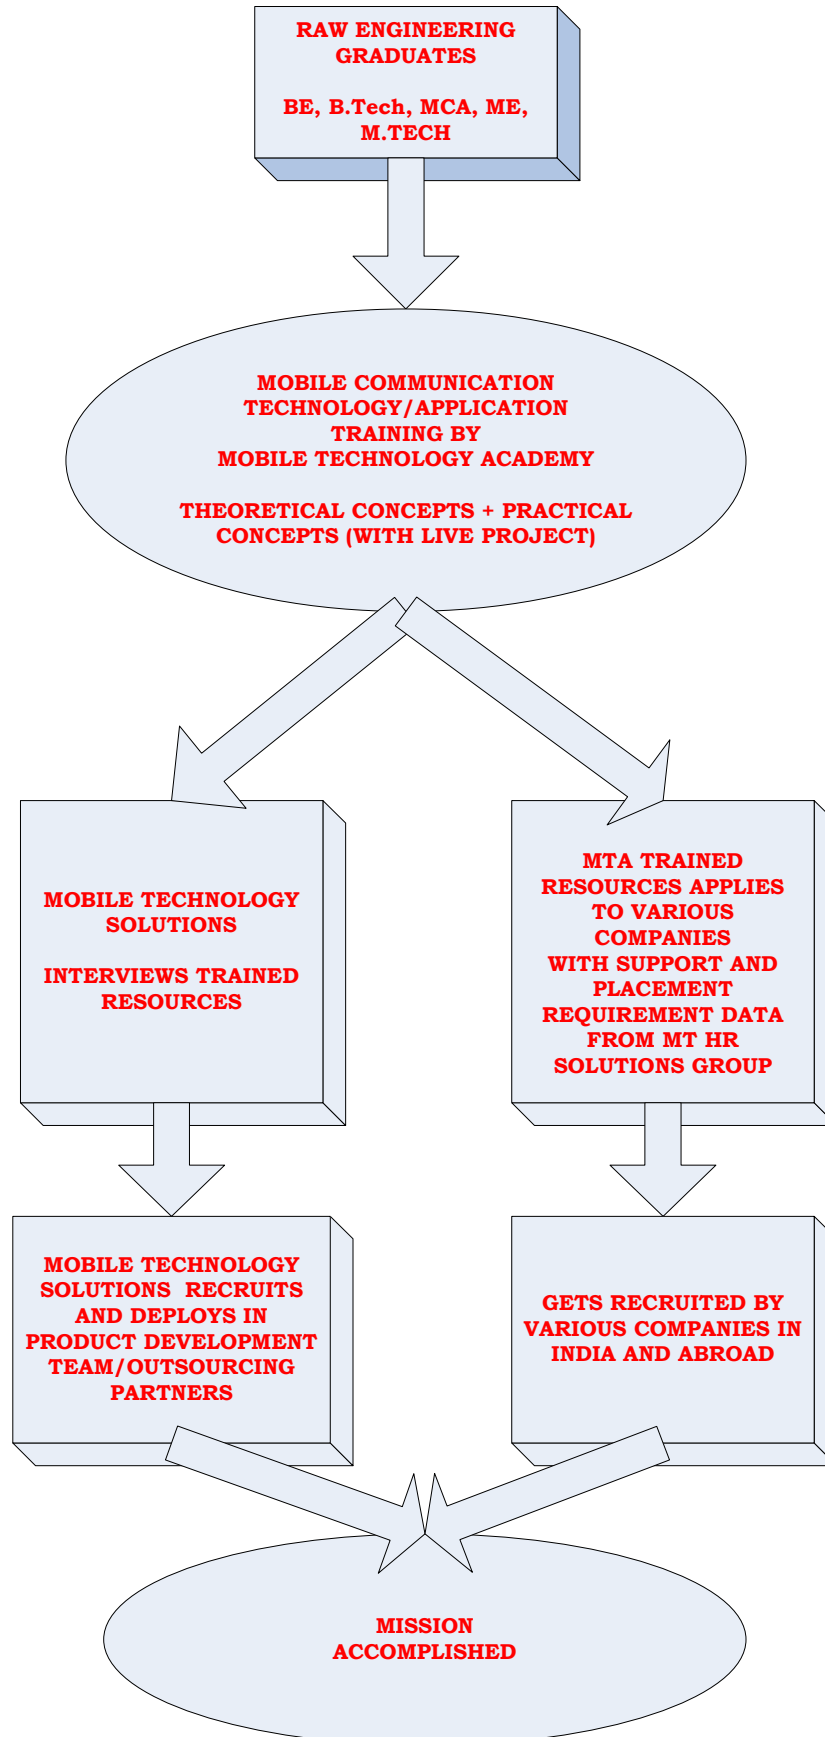 RAW ENGINEERING
GRADUATES
BE, B.Tech, MCA, ME,
M.TECH
MOBILE COMMUNICATION
TECHNOLOGY/APPLICATION
TRAINING BY
MOBILE TECHNOLOGY ACADEMY
THEORETICAL CONCEPTS + PRACTICAL
CONCEPTS (WITH LIVE PROJECT)
MOBILE TECHNOLOGY
SOLUTIONS
INTERVIEWS TRAINED
RESOURCES
MTA TRAINED
RESOURCES APPLIES
TO VARIOUS
COMPANIES
WITH SUPPORT AND
PLACEMENT
REQUIREMENT DATA
FROM MT HR
SOLUTIONS GROUP
MOBILE TECHNOLOGY
SOLUTIONS RECRUITS
AND DEPLOYS IN
PRODUCT DEVELOPMENT
TEAM/OUTSOURCING
PARTNERS
GETS RECRUITED BY
VARIOUS COMPANIES IN
INDIA AND ABROAD
MISSION
ACCOMPLISHED